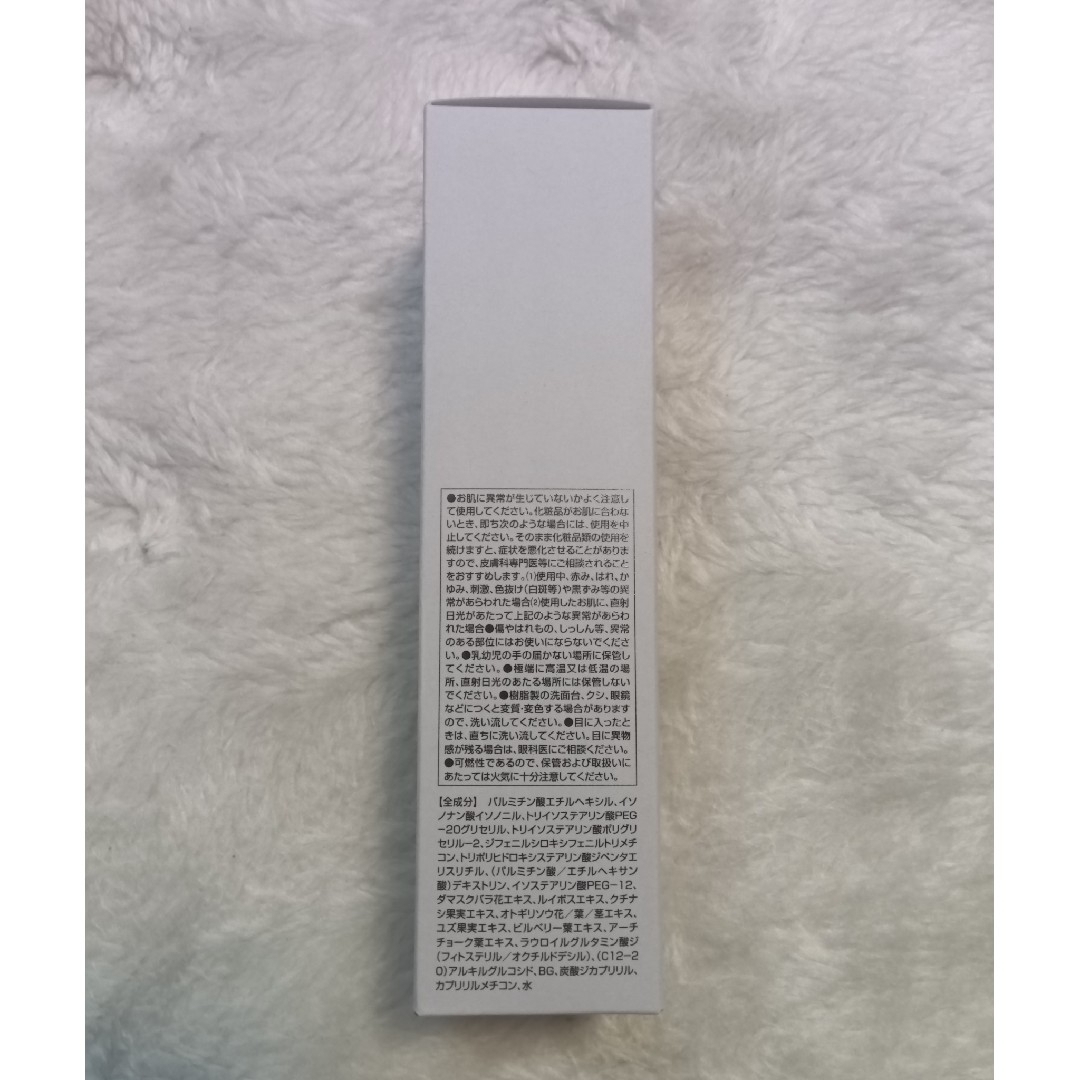 ●お肌に異常が生じていないかよく注意し
て使用してください。化粧品がお肌に合わな
いとき、即ち次のような場合には、使用を中
止してください。そのまま化粧品類の使用を
続けますと、症状を悪化させることがありま
すので、皮膚科専門医等にご相談されること
をおすすめします。(1)使用中、赤み、はれ、か
ゆみ、刺激、色抜け(白斑等)や黒ずみ等の異
常があらわれた場合(2)使用したお肌に、直射
日光があたって上記のような異常があらわ
れた場合●傷やはれもの、しっしん等、異常
のある部位にはお使いにならないでくださ
い。●乳幼児の手の届かない場所に保管し
てください。●極端に高温又は低温の場
所、直射日光のあたる場所には保管しない
でください。●樹脂製の洗面台、クシ、眼鏡
などにつくと変質・変色する場合があります
ので、洗い流してください。●目に入ったと
きは、直ちに洗い流してください。目に異物
感が残る場合は、眼科医にご相談ください。
●可燃性であるので、保管および取扱いに
あたっては火気に十分注意してください。
【全成分】 パルミチン酸エチルヘキシル、イソ
ノナン酸イソノニル、トリイソステアリン酸PEG
−20グリセリル、トリイソステアリン酸ポリグリ
セリル−2、ジフェニルシロキシフェニルトリメチ
コン、トリポリヒドロキシステアリン酸ジペンタエ
リスリチル、(パルミチン酸／エチルヘキサン
酸)デキストリン、イソステアリン酸PEG−12、
ダマスクバラ花エキス、ルイボスエキス、クチナ
シ果実エキス、オトギリソウ花／葉／茎エキス、
ユズ果実エキス、ビルベリー葉エキス、アーチ
チョーク葉エキス、ラウロイルグルタミン酸ジ
(フィトステリル／オクチルドデシル)、(C12−2
0)アルキルグルコシド、BG、炭酸ジカプリリル、
カプリリルメチコン、水